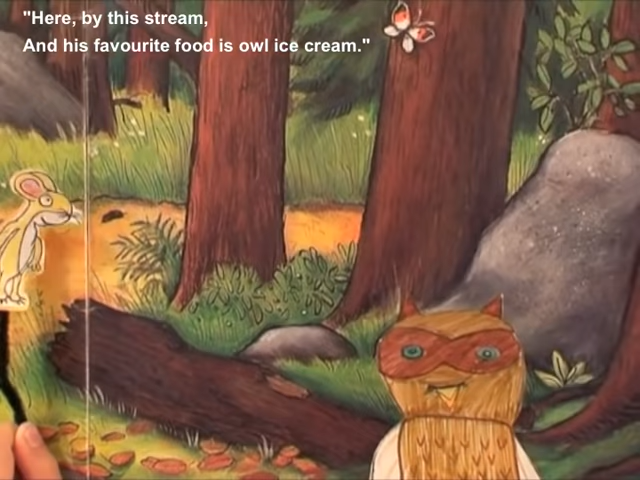 "Here, by this stream,
And his favourite food is owl ice cream."